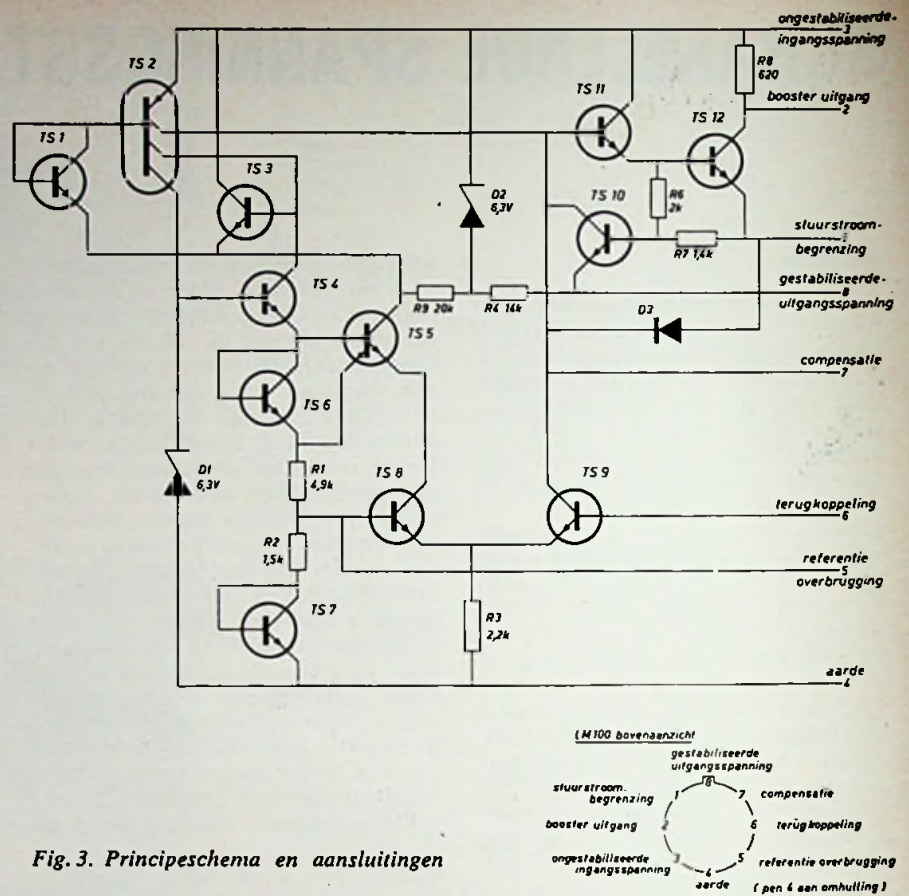 ongestabiliseerde-
3
ingangsspanning
R8
620
booster uitgang
2
TS 2
TS 11
TS 12
TS 1
TS 3
D2
6,3V
TS 10
R6
2k
stuurstroom-
1
begrenzing
R7 1,4k
gestabiliseerde-
8
uitgangsspanning
TS 4
R9 20k
R4 14k
D3
TS 5
compensatie
7
TS 6
D1
6,3V
R1
4,9k
TS 8
TS 9
terugkoppeling
6
R2
1,5k
referentie
5
overbrugging
TS 7
R3
2,2k
aarde
4
LM100 bovenaanzicht
gestabiliseerde
uitgangsspanning
8
stuurstroom-
begrenzing
1
7
compensatie
booster uitgang
2
6
terugkoppeling
ongestabiliseerde
ingangsspanning
3
5
referentie overbrugging
4
aarde
( pen 4 aan omhulling )
Fig. 3. Principeschema en aansluitingen